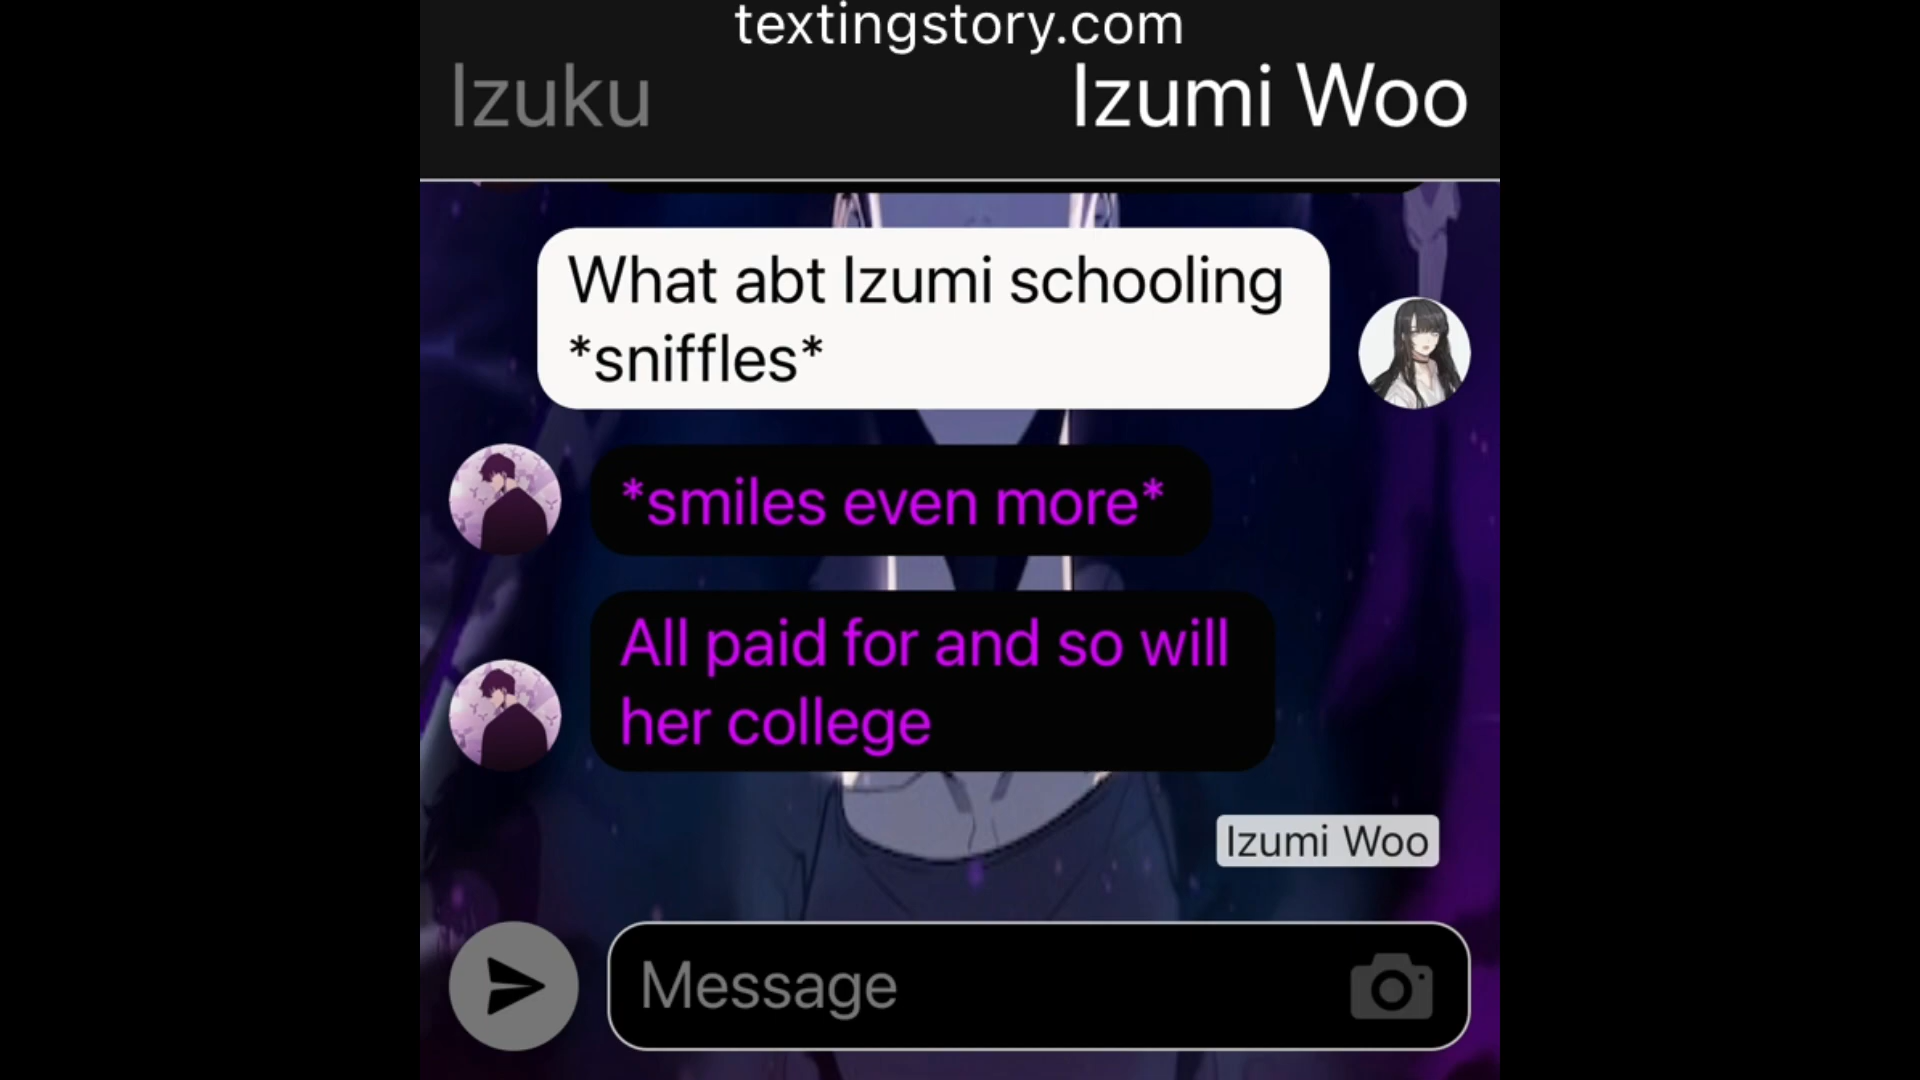 textingstory.com
Izuku
Izumi Woo
What abt Izumi schooling
*sniffles*
*smiles even more*
All paid for and so will
her college
Izumi Woo
Message